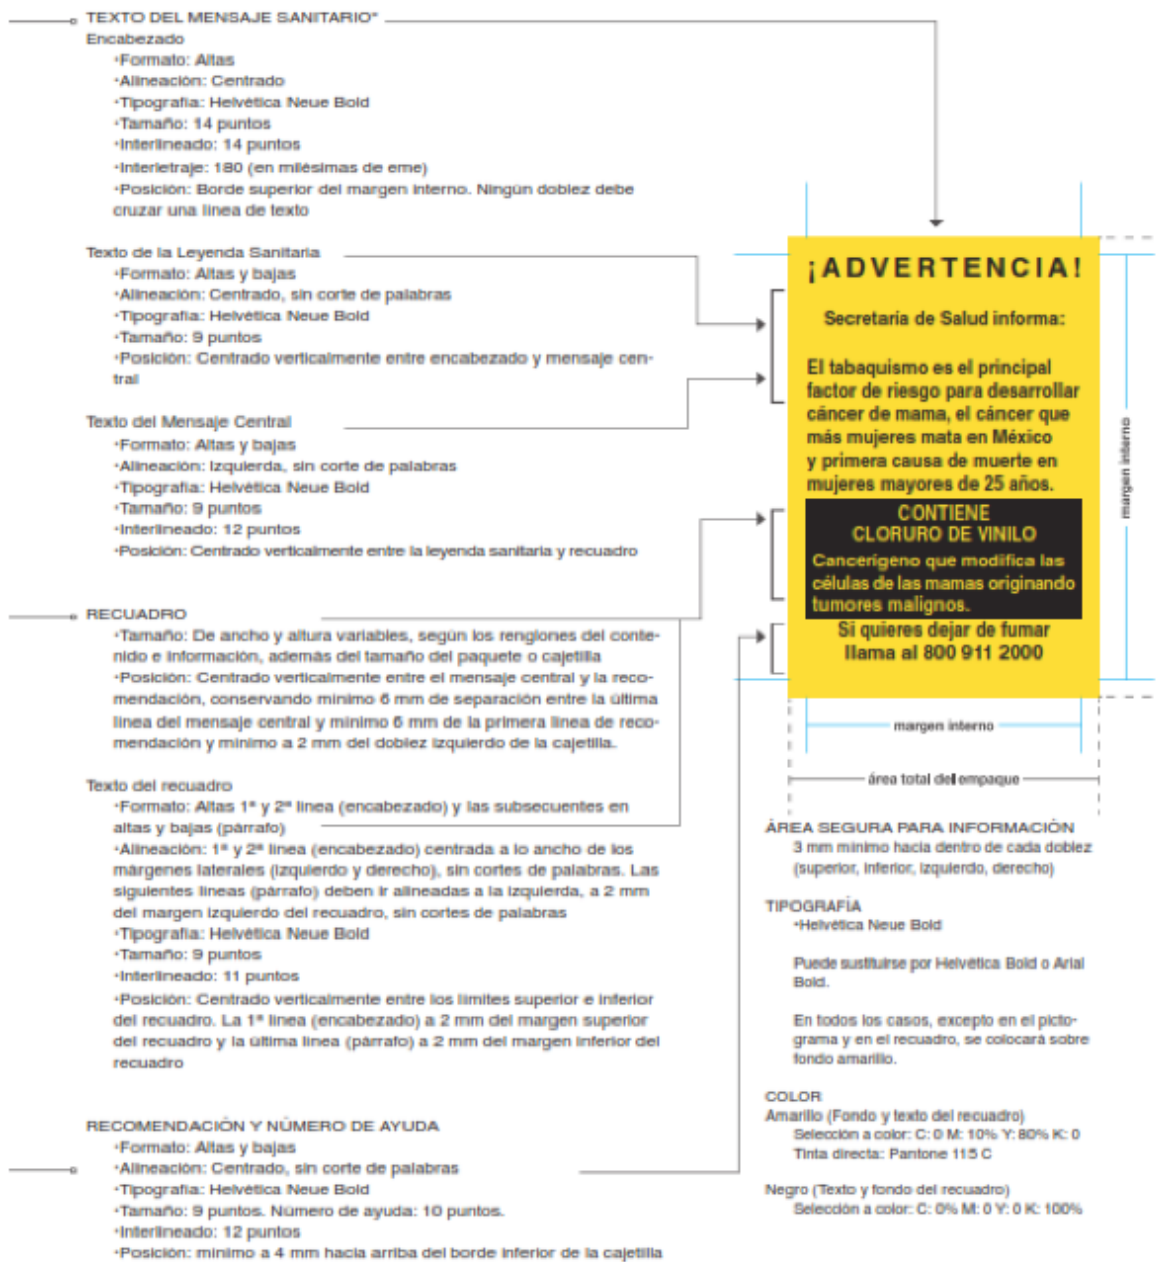 TEXTO DEL MENSAJE SANITARIO*
Encabezado
•Formato: Altas
•Alineación: Centrado
•Tipografía: Helvética Neue Bold
•Tamaño: 14 puntos
•Interlineado: 14 puntos
•Interletraje: 180 (en milésimas de eme)
•Posición: Borde superior del margen interno. Ningún doblez debe
cruzar una línea de texto
Texto de la Leyenda Sanitaria
•Formato: Altas y bajas
•Alineación: Centrado, sin corte de palabras
•Tipografía: Helvética Neue Bold
•Tamaño: 9 puntos
•Posición: Centrado verticalmente entre encabezado y mensaje cen-
tral
Texto del Mensaje Central
•Formato: Altas y bajas
•Alineación: Izquierda, sin corte de palabras
•Tipografía: Helvética Neue Bold
•Tamaño: 9 puntos
•Interlineado: 12 puntos
•Posición: Centrado verticalmente entre la leyenda sanitaria y recuadro
RECUADRO
•Tamaño: De ancho y altura variables, según los renglones del conte-
nido e información, además del tamaño del paquete o cajetilla
•Posición: Centrado verticalmente entre el mensaje central y la reco-
mendación, conservando mínimo 6 mm de separación entre la última
línea del mensaje central y mínimo 6 mm de la primera línea de reco-
mendación y mínimo a 2 mm del doblez izquierdo de la cajetilla.
Texto del recuadro
•Formato: Altas 1ª y 2ª línea (encabezado) y las subsecuentes en
altas y bajas (párrafo)
•Alineación: 1ª y 2ª línea (encabezado) centrada a lo ancho de los
márgenes laterales (izquierdo y derecho), sin cortes de palabras. Las
siguientes líneas (párrafo) deben ir alineadas a la izquierda, a 2 mm
del margen izquierdo del recuadro, sin cortes de palabras
•Tipografía: Helvética Neue Bold
•Tamaño: 9 puntos
•Interlineado: 11 puntos
•Posición: Centrado verticalmente entre los límites superior e inferior
del recuadro. La 1ª línea (encabezado) a 2 mm del margen superior
del recuadro y la última línea (párrafo) a 2 mm del margen inferior del
recuadro
RECOMENDACIÓN Y NÚMERO DE AYUDA
•Formato: Altas y bajas
•Alineación: Centrado, sin corte de palabras
•Tipografía: Helvética Neue Bold
•Tamaño: 9 puntos. Número de ayuda: 10 puntos.
•Interlineado: 12 puntos
•Posición: mínimo a 4 mm hacia arriba del borde inferior de la cajetilla
¡ADVERTENCIA!
Secretaría de Salud informa:
El tabaquismo es el principal
factor de riesgo para desarrollar
cáncer de mama, el cáncer que
más mujeres mata en México
y primera causa de muerte en
mujeres mayores de 25 años.
CONTIENE
CLORURO DE VINILO
Cancerígeno que modifica las
células de las mamas originando
tumores malignos.
Si quieres dejar de fumar
llama al 800 911 2000
margen interno
margen interno
área total del empaque
ÁREA SEGURA PARA INFORMACIÓN
3 mm mínimo hacia dentro de cada doblez
(superior, inferior, izquierdo, derecho)
TIPOGRAFÍA
•Helvética Neue Bold
Puede sustituirse por Helvética Bold o Arial
Bold.
En todos los casos, excepto en el picto-
grama y en el recuadro, se colocará sobre
fondo amarillo.
COLOR
Amarillo (Fondo y texto del recuadro)
Selección a color: C: 0 M: 10% Y: 80% K: 0
Tinta directa: Pantone 115 C
Negro (Texto y fondo del recuadro)
Selección a color: C: 0% M: 0 Y: 0 K: 100%